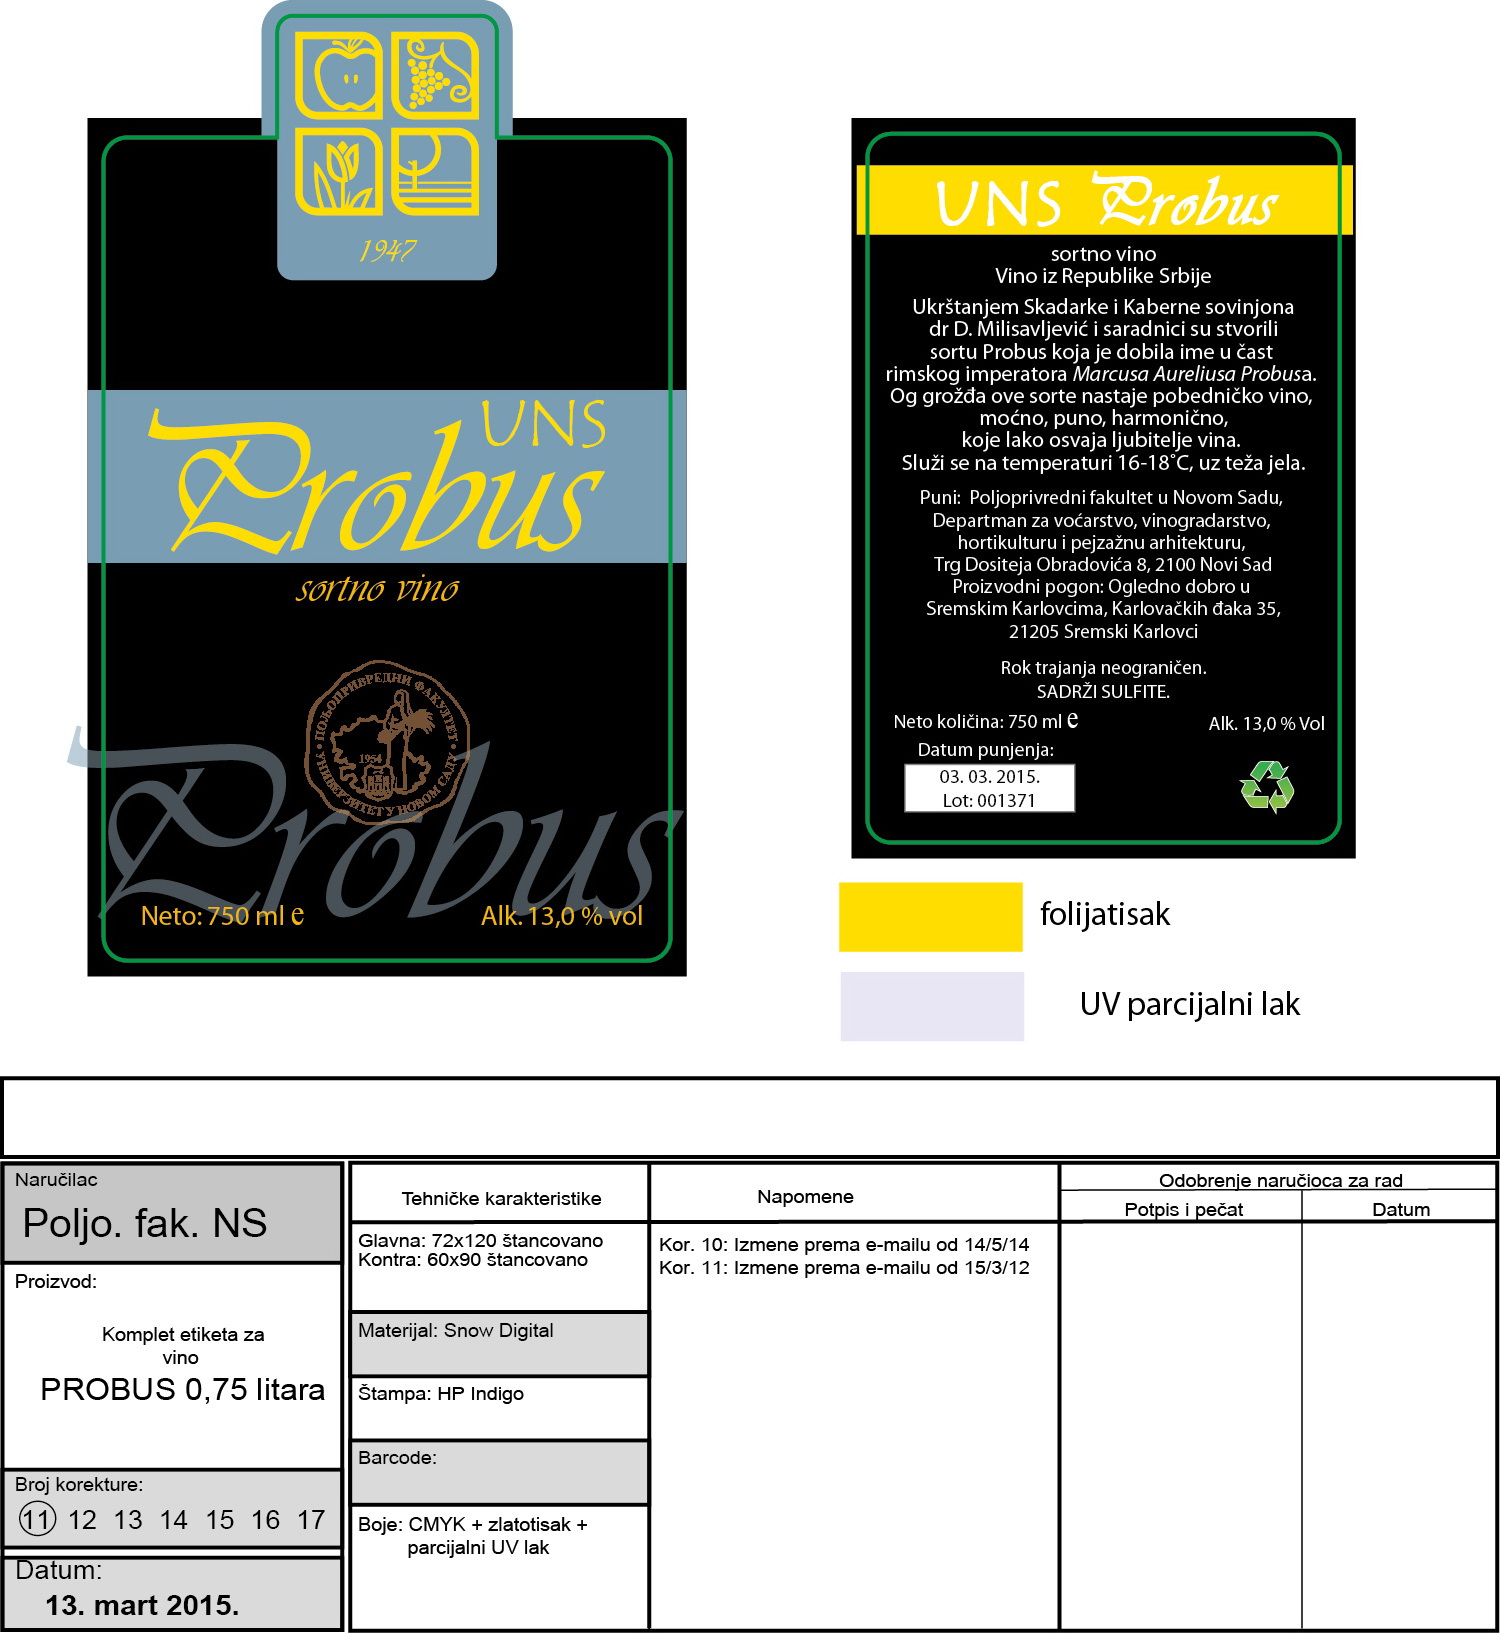 1947
UNS
Probus
sortno vino
ПОЉОПРИВРЕДНИ ФАКУЛТЕТ
УНИВЕРЗИТЕТ У НОВОМ САДУ
1954
Probus
Neto: 750 ml e
Alk. 13,0 % vol
UNS Probus
sortno vino
Vino iz Republike Srbije
Ukrštanjem Skadarke i Kaberne sovinjona
dr D. Milisavljević i saradnici su stvorili
sortu Probus koja je dobila ime u čast
rimskog imperatora Marcusa Aureliusa Probusa.
Og grožđa ove sorte nastaje pobedničko vino,
moćno, puno, harmonično,
koje lako osvaja ljubitelje vina.
Služi se na temperaturi 16-18˚C, uz teža jela.
Puni: Poljoprivredni fakultet u Novom Sadu,
Departman za voćarstvo, vinogradarstvo,
hortikulturu i pejzažnu arhitekturu,
Trg Dositeja Obradovića 8, 2100 Novi Sad
Proizvodni pogon: Ogledno dobro u
Sremskim Karlovcima, Karlovačkih đaka 35,
21205 Sremski Karlovci
Rok trajanja neograničen.
SADRŽI SULFITE.
Neto količina: 750 ml e
Alk. 13,0 % Vol
Datum punjenja:
03. 03. 2015.
Lot: 001371
folijatisak
UV parcijalni lak
Naručilac
Poljo. fak. NS
Proizvod:
Komplet etiketa za
vino
PROBUS 0,75 litara
Broj korekture:
11 12 13 14 15 16 17
Datum:
13. mart 2015.
Tehničke karakteristike
Glavna: 72x120 štancovano
Kontra: 60x90 štancovano
Materijal: Snow Digital
Štampa: HP Indigo
Barcode:
Boje: CMYK + zlatotisak +
parcijalni UV lak
Napomene
Kor. 10: Izmene prema e-mailu od 14/5/14
Kor. 11: Izmene prema e-mailu od 15/3/12
Odobrenje naručioca za rad
Potpis i pečat
Datum